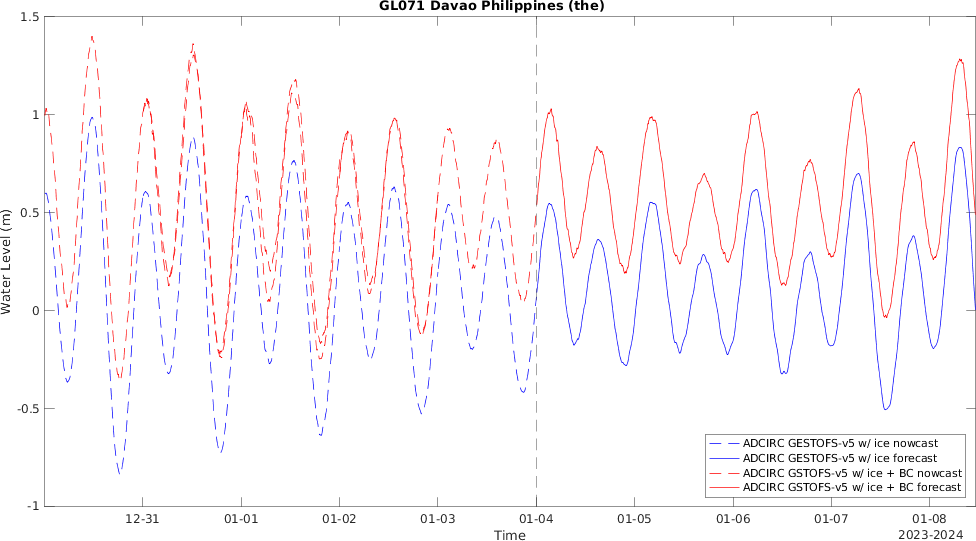 GL071 Davao Philippines (the)
1.5
1
0.5
0
-0.5
-1
Water Level (m)
ADCIRC GESTOFS-v5 w/ ice nowcast
ADCIRC GESTOFS-v5 w/ ice forecast
ADCIRC GSTOFS-v5 w/ ice + BC nowcast
ADCIRC GSTOFS-v5 w/ ice + BC forecast
12-31 01-01 01-02 01-03 01-04 01-05 01-06 01-07 01-08
Time
2023-2024